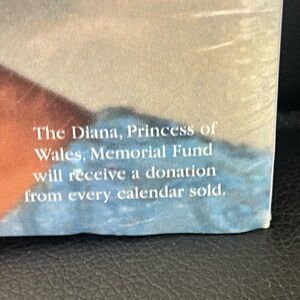 The Diana, Princess of
Wales, Memorial Fund
will receive a donation
from every calendar sold.